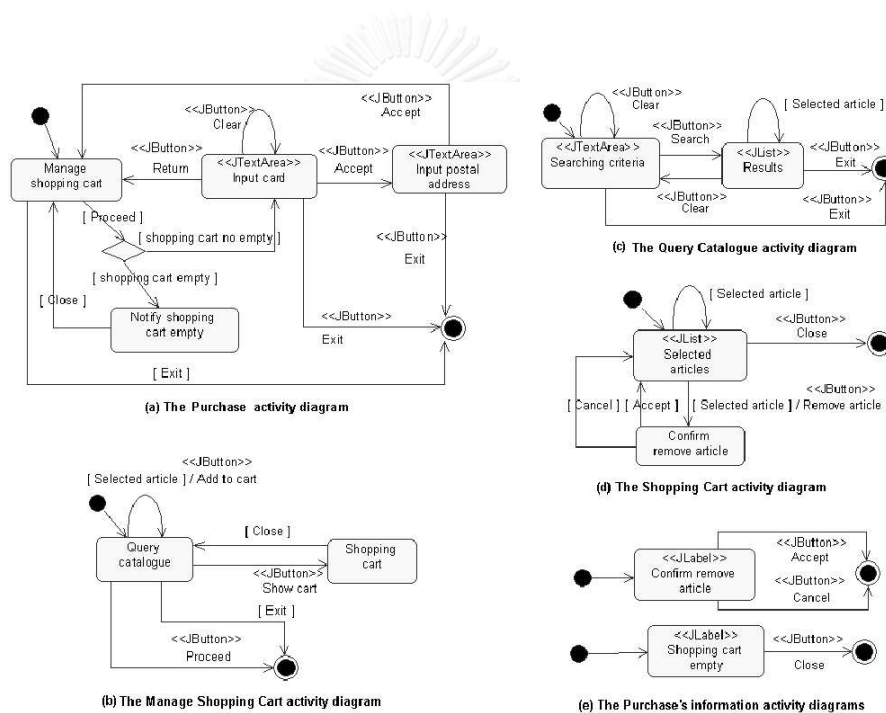 <<JButton>>
Accept
<<JButton>>
Clear
<<JButton>>
Return
<<JButton>>
Accept
Manage
shopping cart
<<JTextArea>>
Input card
<<JTextArea>>
Input postal
address
[ Proceed ]
[ shopping cart no empty ]
[ shopping cart empty ]
[ Close ]
Notify shopping
cart empty
<<JButton>>
Exit
<<JButton>>
Exit
[ Exit ]
(a) The Purchase activity diagram
<<JButton>>
[ Selected article ] / Add to cart
Query
catalogue
[ Close ]
Shopping
cart
<<JButton>>
Show cart
[ Exit ]
<<JButton>>
Proceed
(b) The Manage Shopping Cart activity diagram
<<JButton>>
Clear
[ Selected article ]
<<JTextArea>>
Searching criteria
<<JButton>>
Search
<<JList>>
Results
<<JButton>>
Exit
<<JButton>>
Clear
<<JButton>>
Exit
(c) The Query Catalogue activity diagram
[ Selected article ]
<<JList>>
Selected
articles
<<JButton>>
Close
[ Cancel ] [ Accept ]
<<JButton>>
[ Selected article ] / Remove article
Confirm
remove article
(d) The Shopping Cart activity diagram
<<JLabel>>
Confirm remove
article
<<JButton>>
Accept
<<JButton>>
Cancel
<<JLabel>>
Shopping cart
empty
<<JButton>>
Close
(e) The Purchase's information activity diagrams